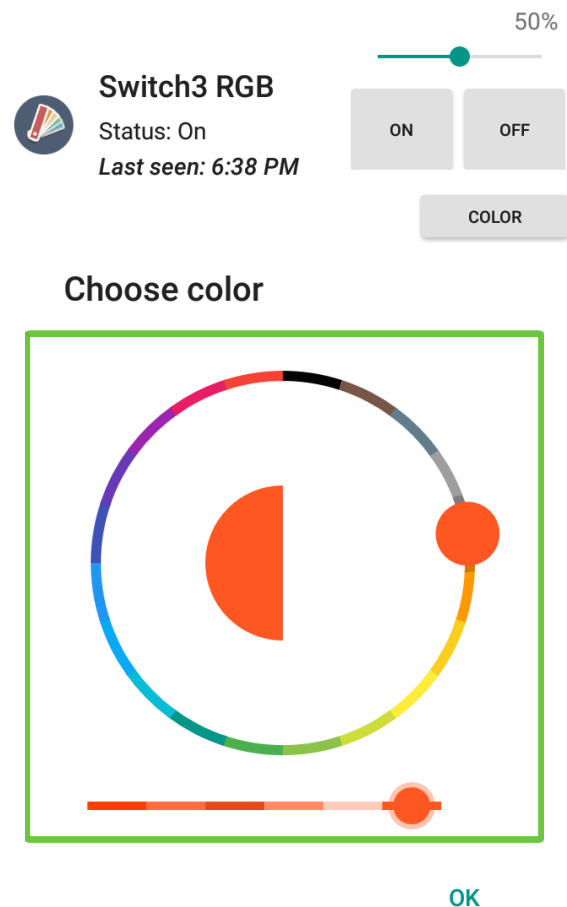 50%
Switch3 RGB
Status: On
Last seen: 6:38 PM
ON
OFF
COLOR
Choose color
OK